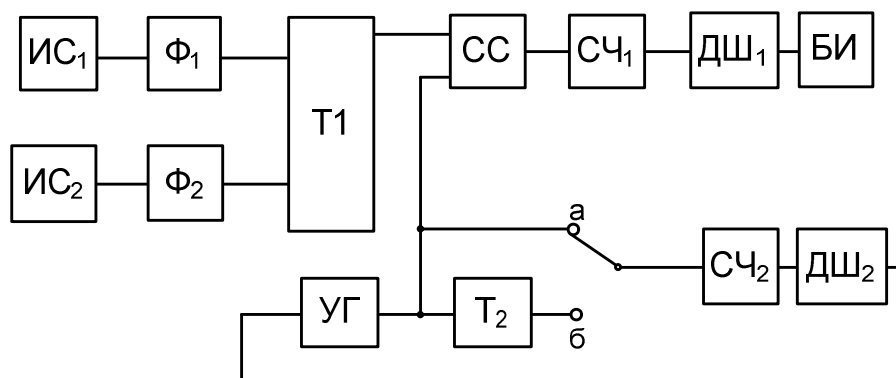 ИС₁ Ф₁ Т1 СС СЧ₁ ДШ₁ БИ
ИС₂ Ф₂
а
СЧ₂ ДШ₂
УГ Т₂
б